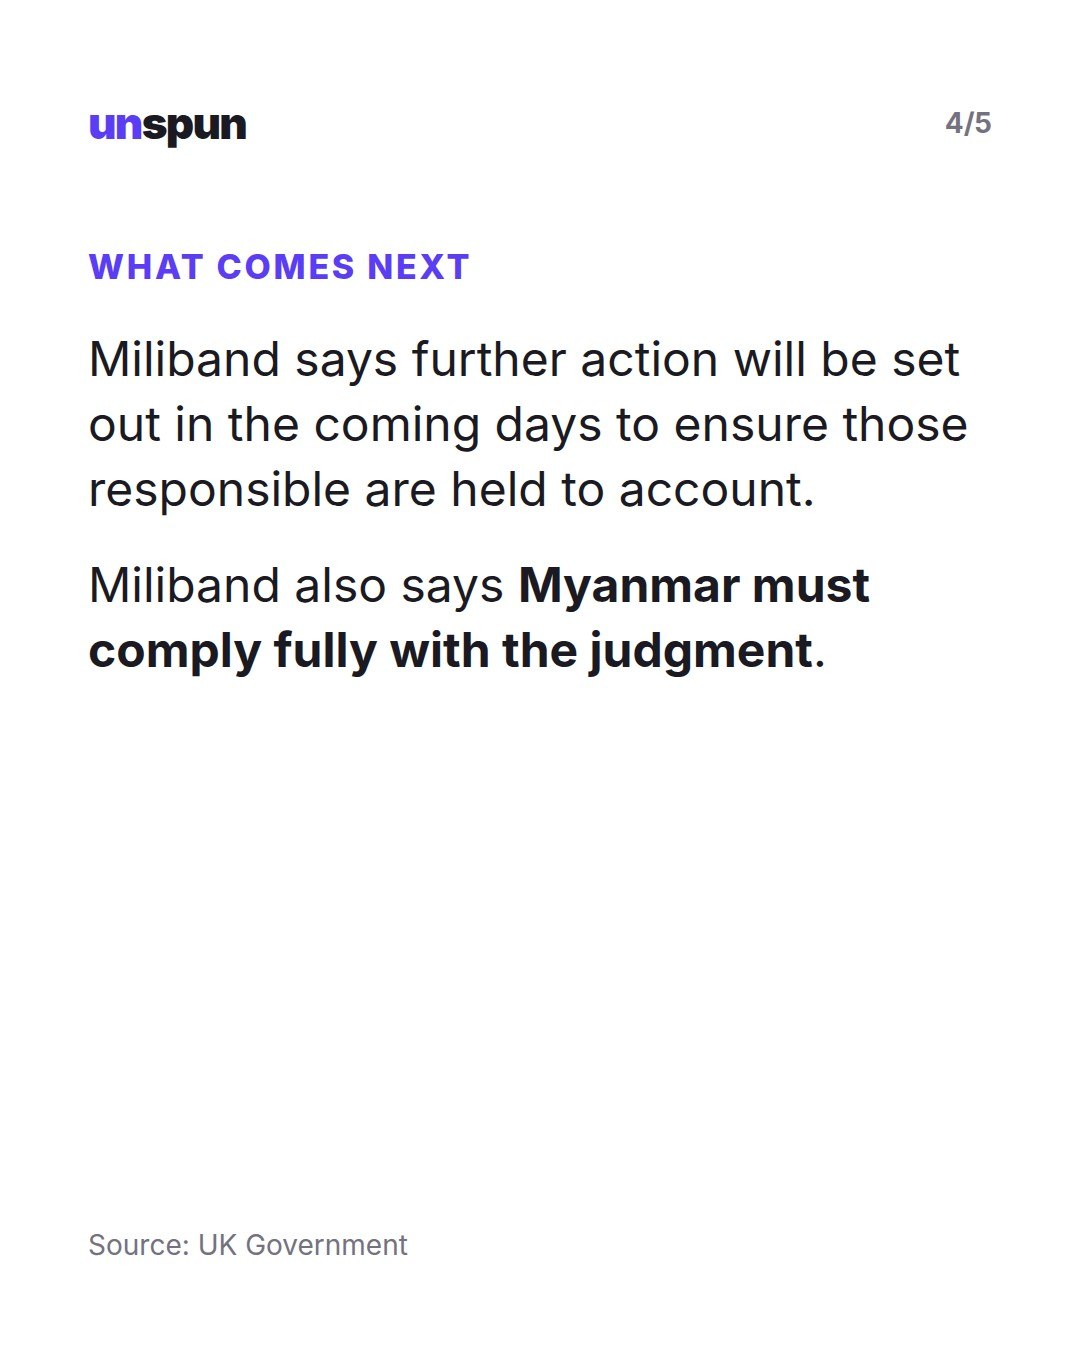 unspun
4/5
WHAT COMES NEXT
Miliband says further action will be set
out in the coming days to ensure those
responsible are held to account.
Miliband also says Myanmar must
comply fully with the judgment.
Source: UK Government